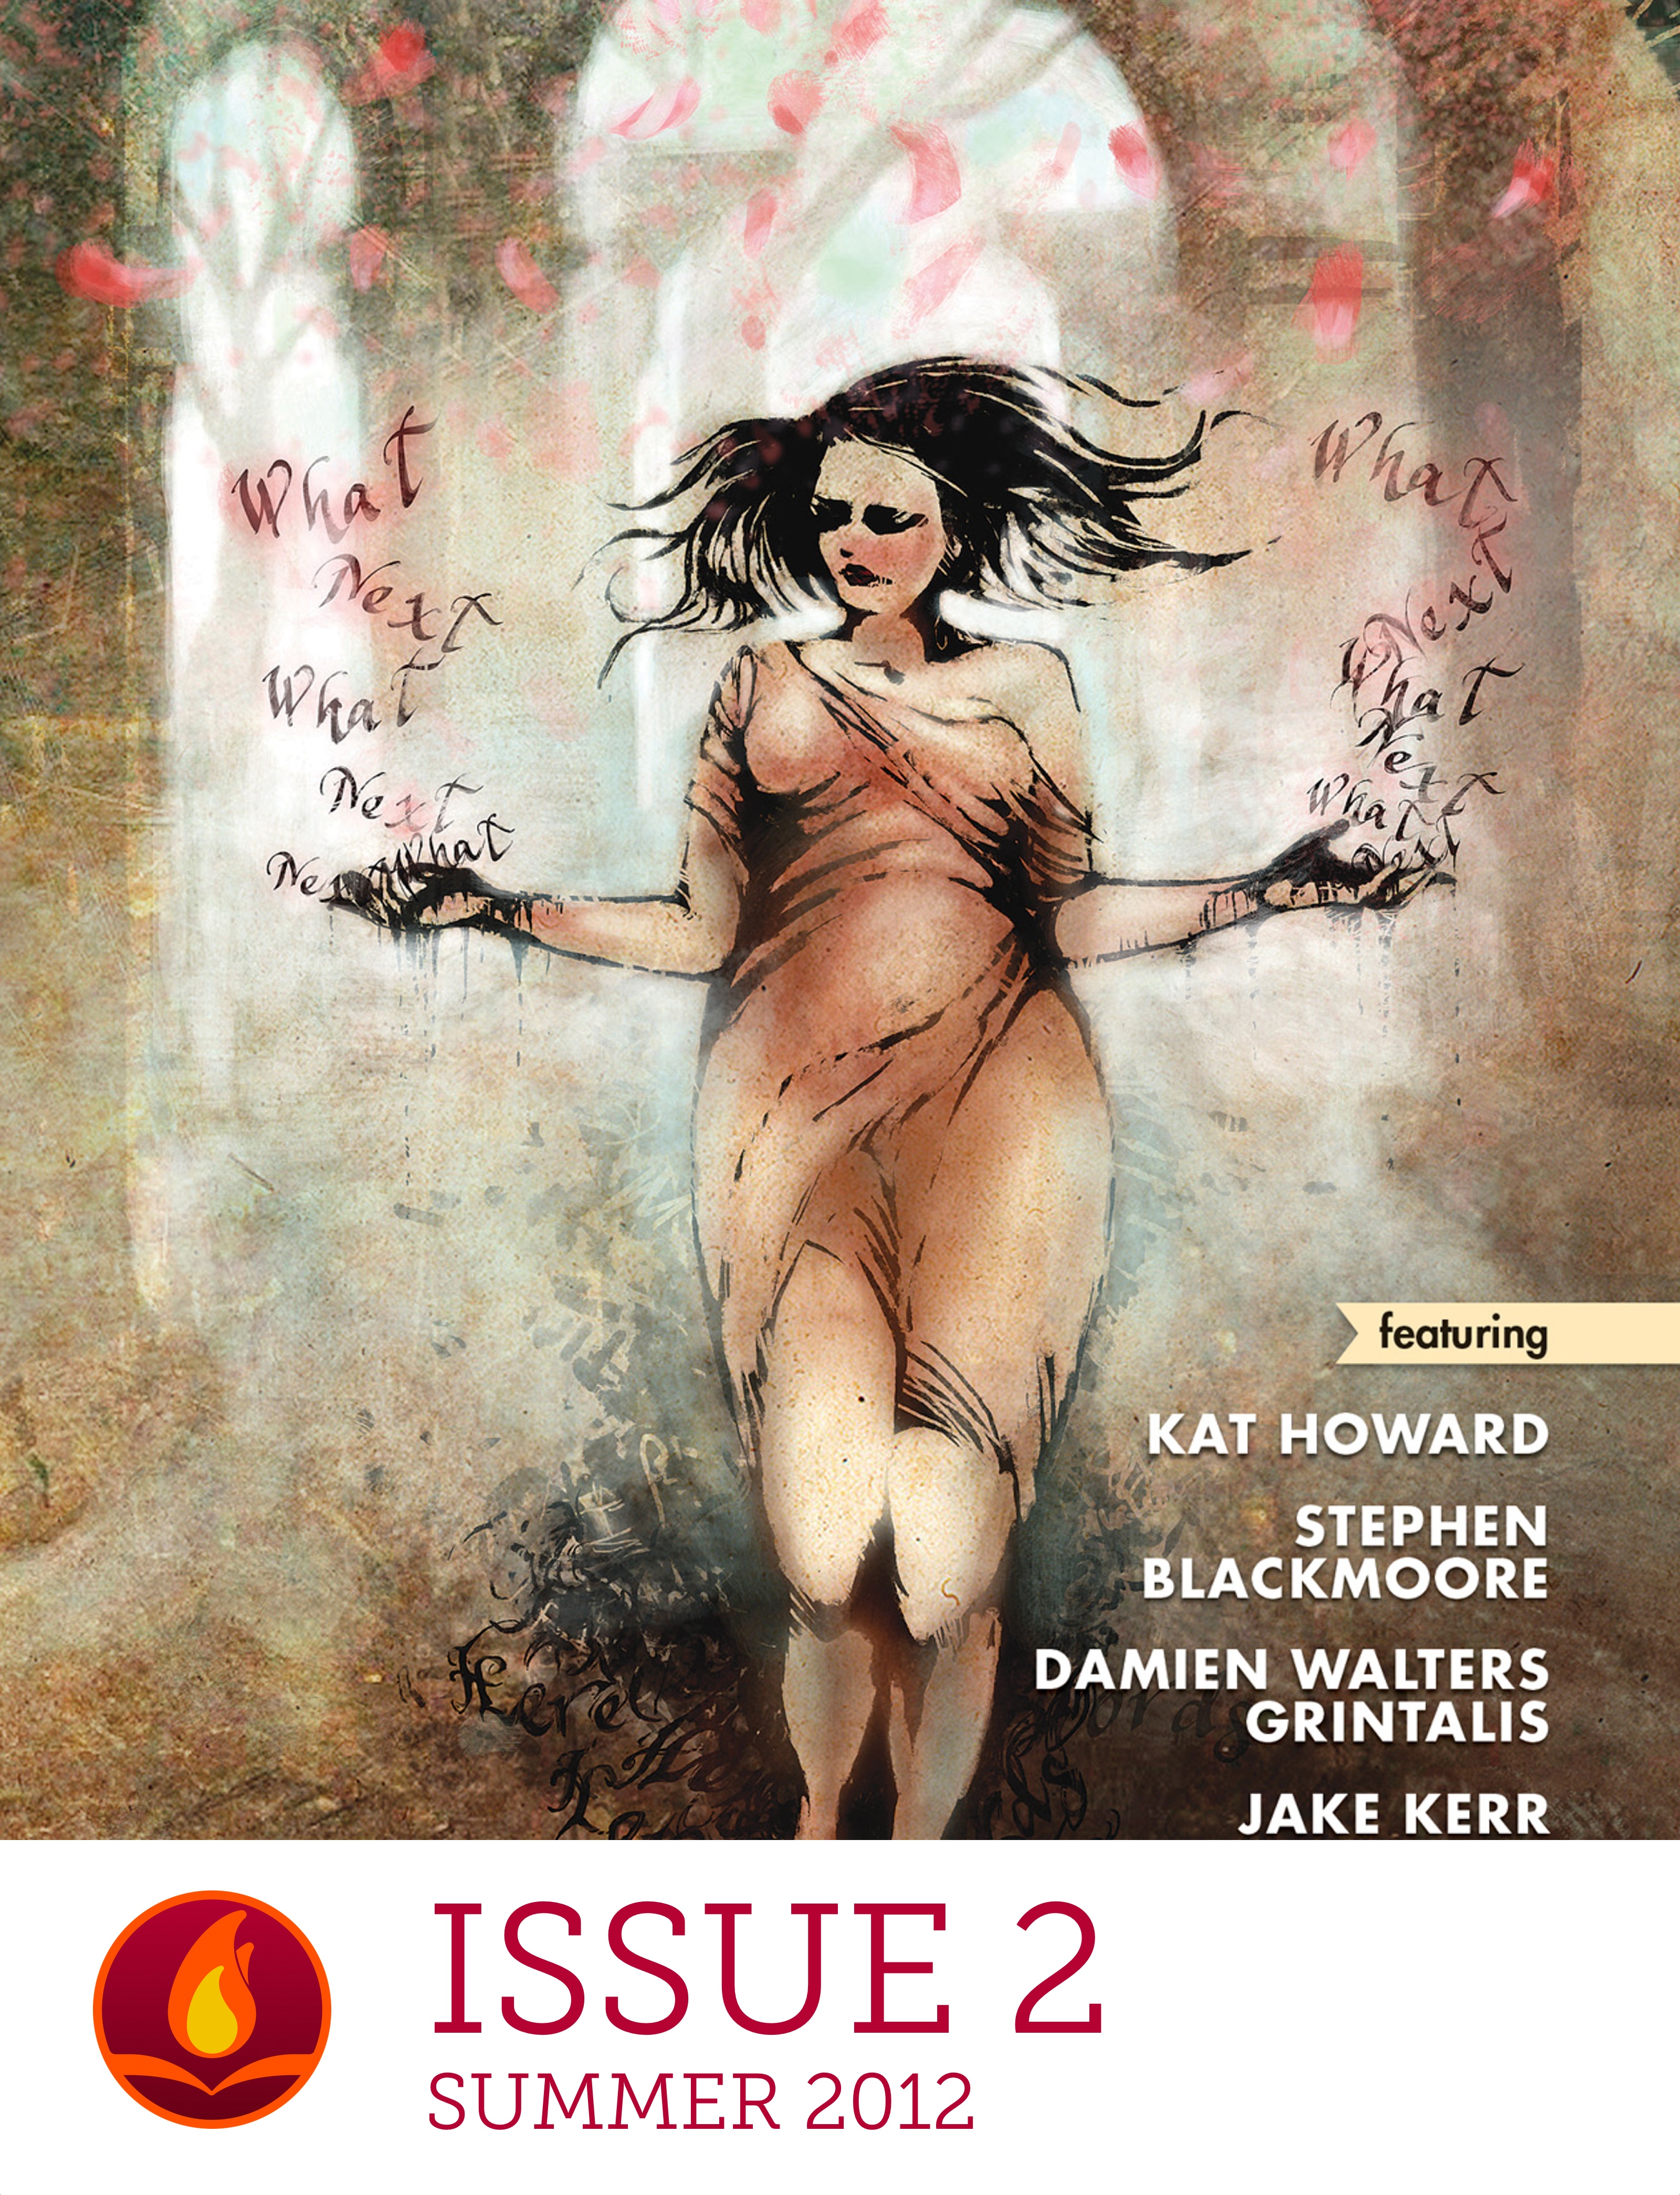 What
Next
What
Next
What
What
Next
What
Next
What
Next
featuring
KAT HOWARD
STEPHEN
BLACKMOORE
DAMIEN WALTERS
GRINTALIS
JAKE KERR
ISSUE 2
SUMMER 2012